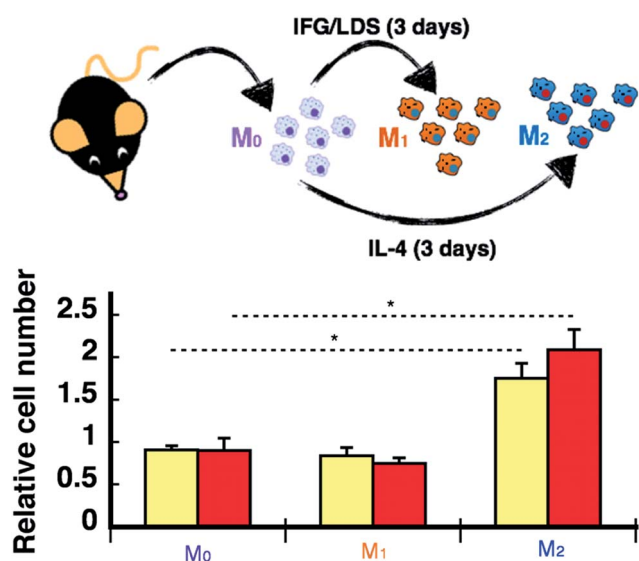 IFG/LDS (3 days)
M0
M1
M2
IL-4 (3 days)
Relative cell number
2.5
2
1.5
1
0.5
0
*
*
M0
M1
M2